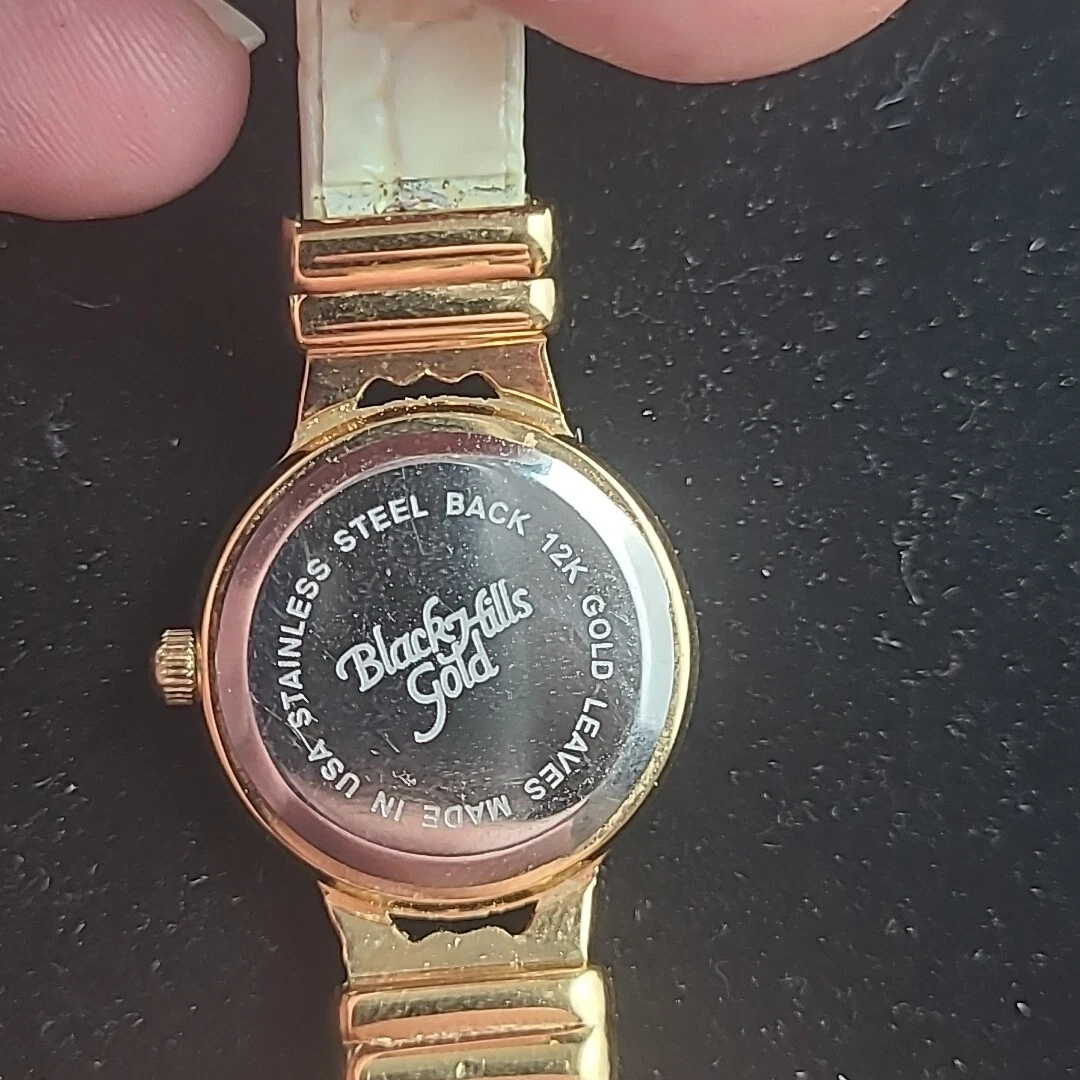 STAINLESS STEEL BACK 12K GOLD LEAVES MADE IN USA
Black Hills
Gold